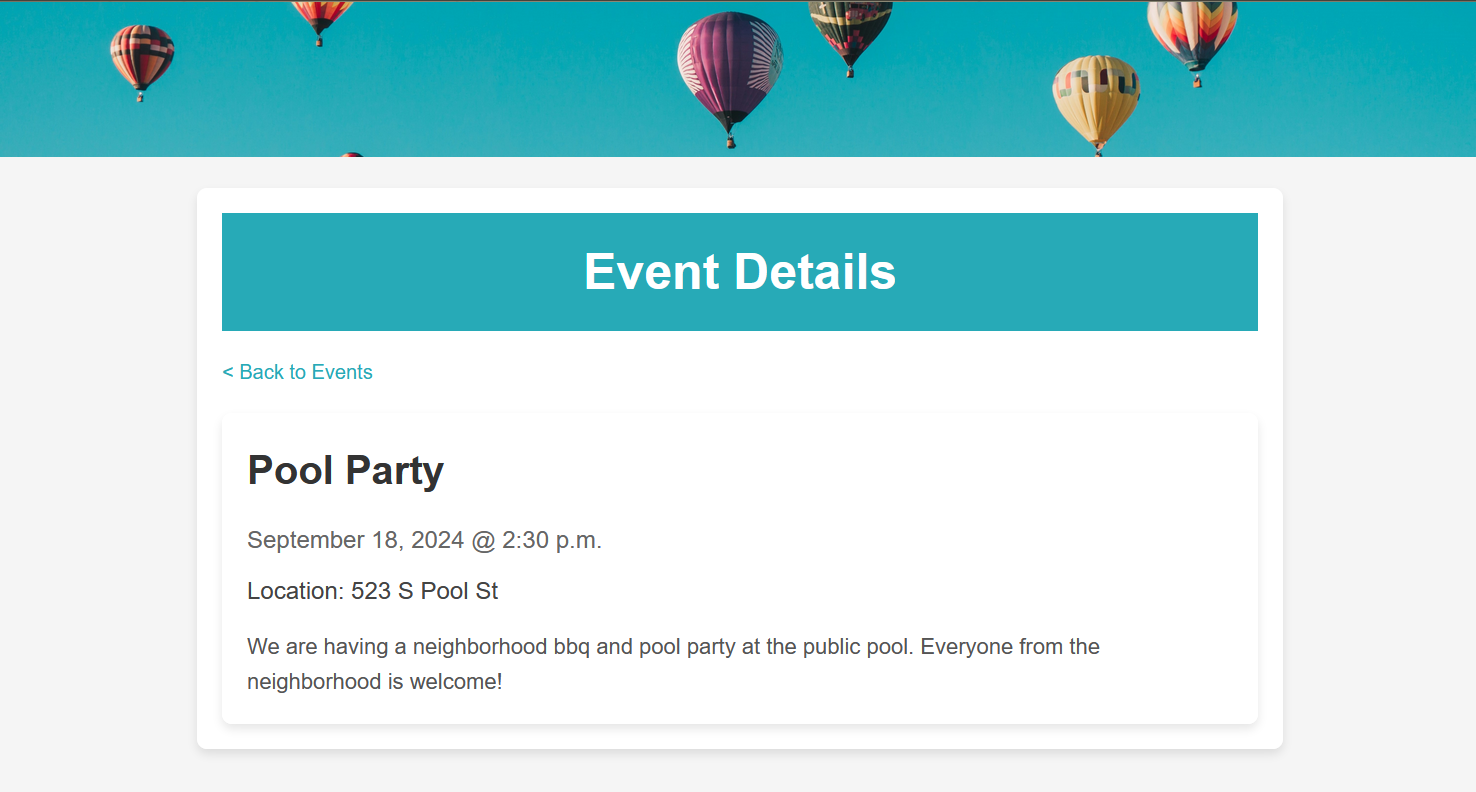 Event Details
< Back to Events
Pool Party
September 18, 2024 @ 2:30 p.m.
Location: 523 S Pool St
We are having a neighborhood bbq and pool party at the public pool. Everyone from the
neighborhood is welcome!